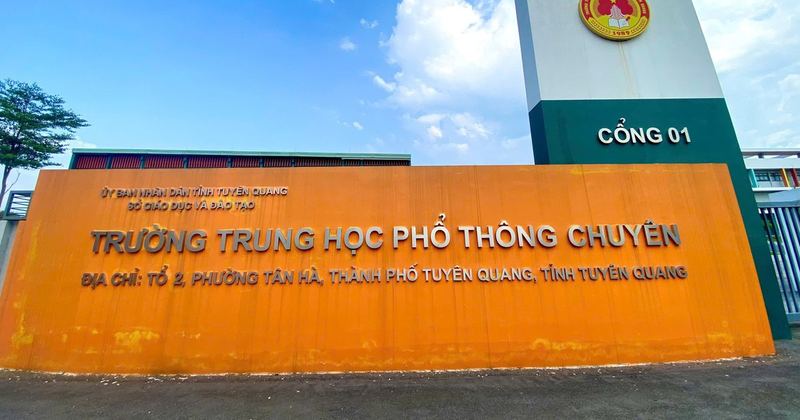 1989
CỔNG 01
ỦY BAN NHÂN DÂN TỈNH TUYÊN QUANG
SỞ GIÁO DỤC VÀ ĐÀO TẠO
TRƯỜNG TRUNG HỌC PHỔ THÔNG CHUYÊN
ĐỊA CHỈ: TỔ 2, PHƯỜNG TÂN HÀ, THÀNH PHỐ TUYÊN QUANG, TỈNH TUYÊN QUANG